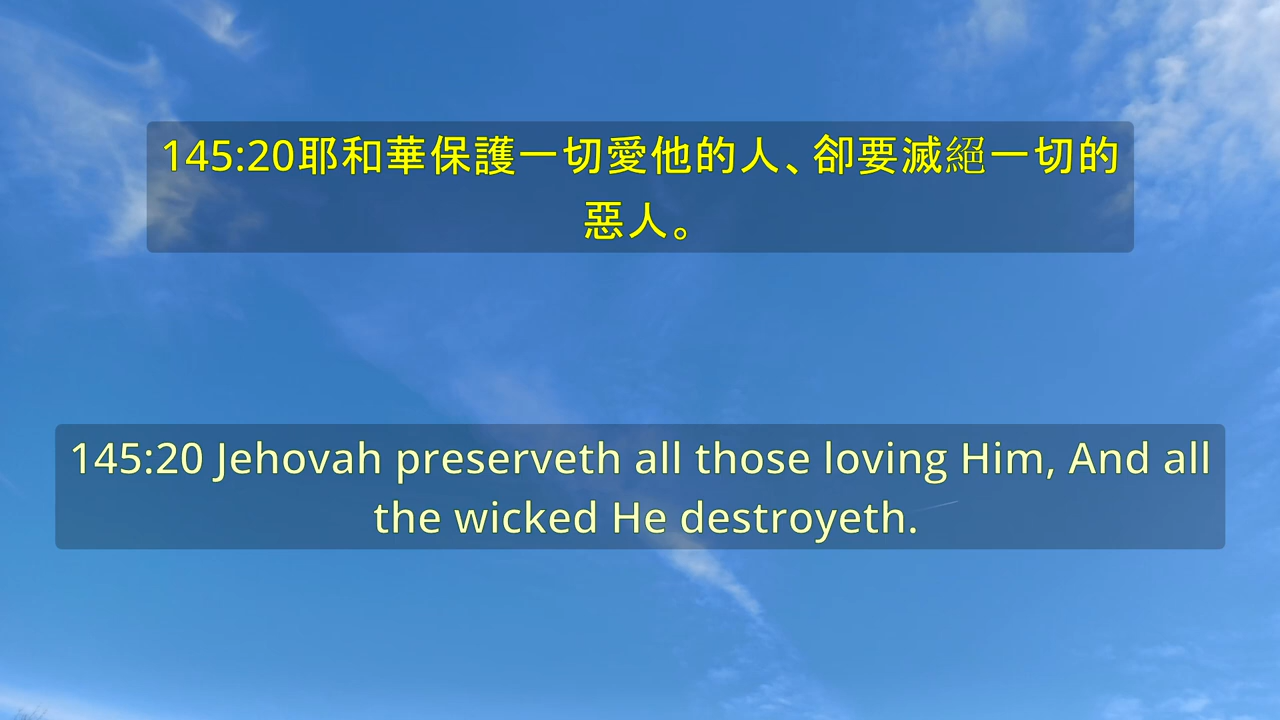 145:20耶和華保護一切愛他的人、卻要滅絕一切的
惡人。
145:20 Jehovah preserveth all those loving Him, And all
the wicked He destroyeth.